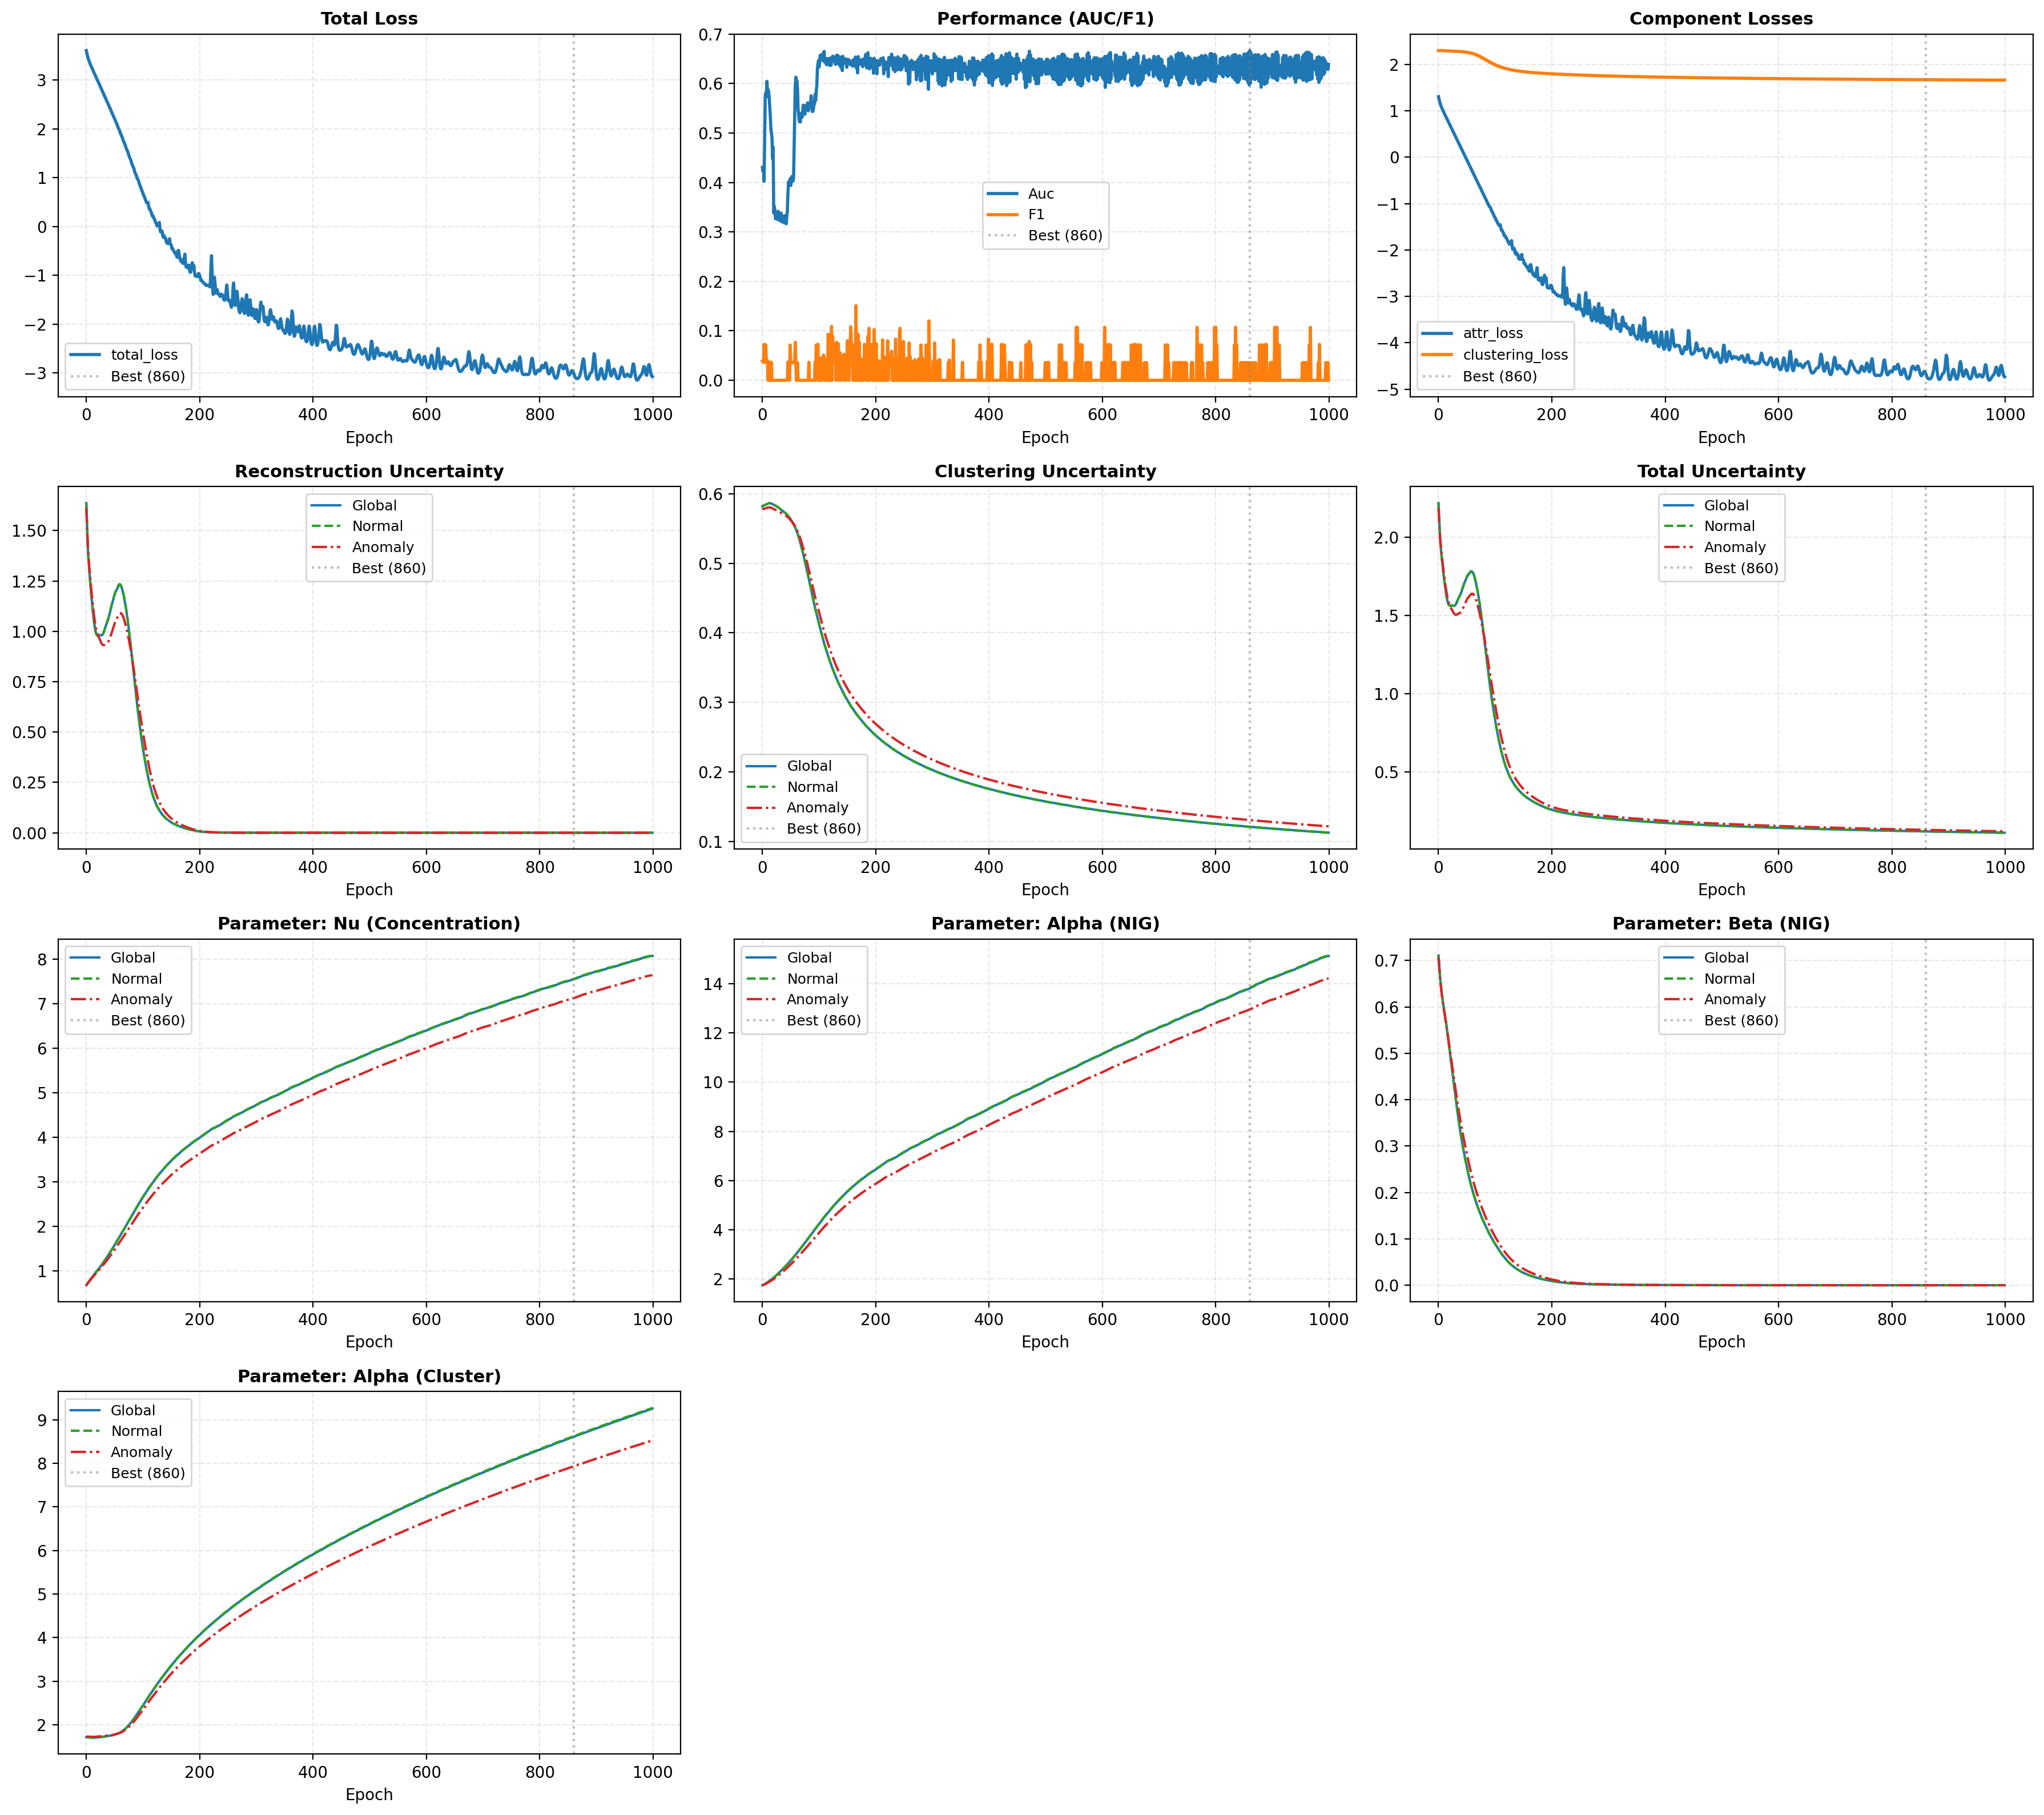 Total Loss
3
2
1
0
−1
−2
−3
total_loss
Best (860)
0 200 400 600 800 1000
Epoch
Performance (AUC/F1)
0.7
0.6
0.5
0.4
0.3
0.2
0.1
0.0
Auc
F1
Best (860)
0 200 400 600 800 1000
Epoch
Component Losses
2
1
0
−1
−2
−3
−4
−5
attr_loss
clustering_loss
Best (860)
0 200 400 600 800 1000
Epoch
Reconstruction Uncertainty
1.50
1.25
1.00
0.75
0.50
0.25
0.00
Global
Normal
Anomaly
Best (860)
0 200 400 600 800 1000
Epoch
Clustering Uncertainty
0.6
0.5
0.4
0.3
0.2
0.1
Global
Normal
Anomaly
Best (860)
0 200 400 600 800 1000
Epoch
Total Uncertainty
2.0
1.5
1.0
0.5
Global
Normal
Anomaly
Best (860)
0 200 400 600 800 1000
Epoch
Parameter: Nu (Concentration)
8
7
6
5
4
3
2
1
Global
Normal
Anomaly
Best (860)
0 200 400 600 800 1000
Epoch
Parameter: Alpha (NIG)
14
12
10
8
6
4
2
Global
Normal
Anomaly
Best (860)
0 200 400 600 800 1000
Epoch
Parameter: Beta (NIG)
0.7
0.6
0.5
0.4
0.3
0.2
0.1
0.0
Global
Normal
Anomaly
Best (860)
0 200 400 600 800 1000
Epoch
Parameter: Alpha (Cluster)
9
8
7
6
5
4
3
2
Global
Normal
Anomaly
Best (860)
0 200 400 600 800 1000
Epoch